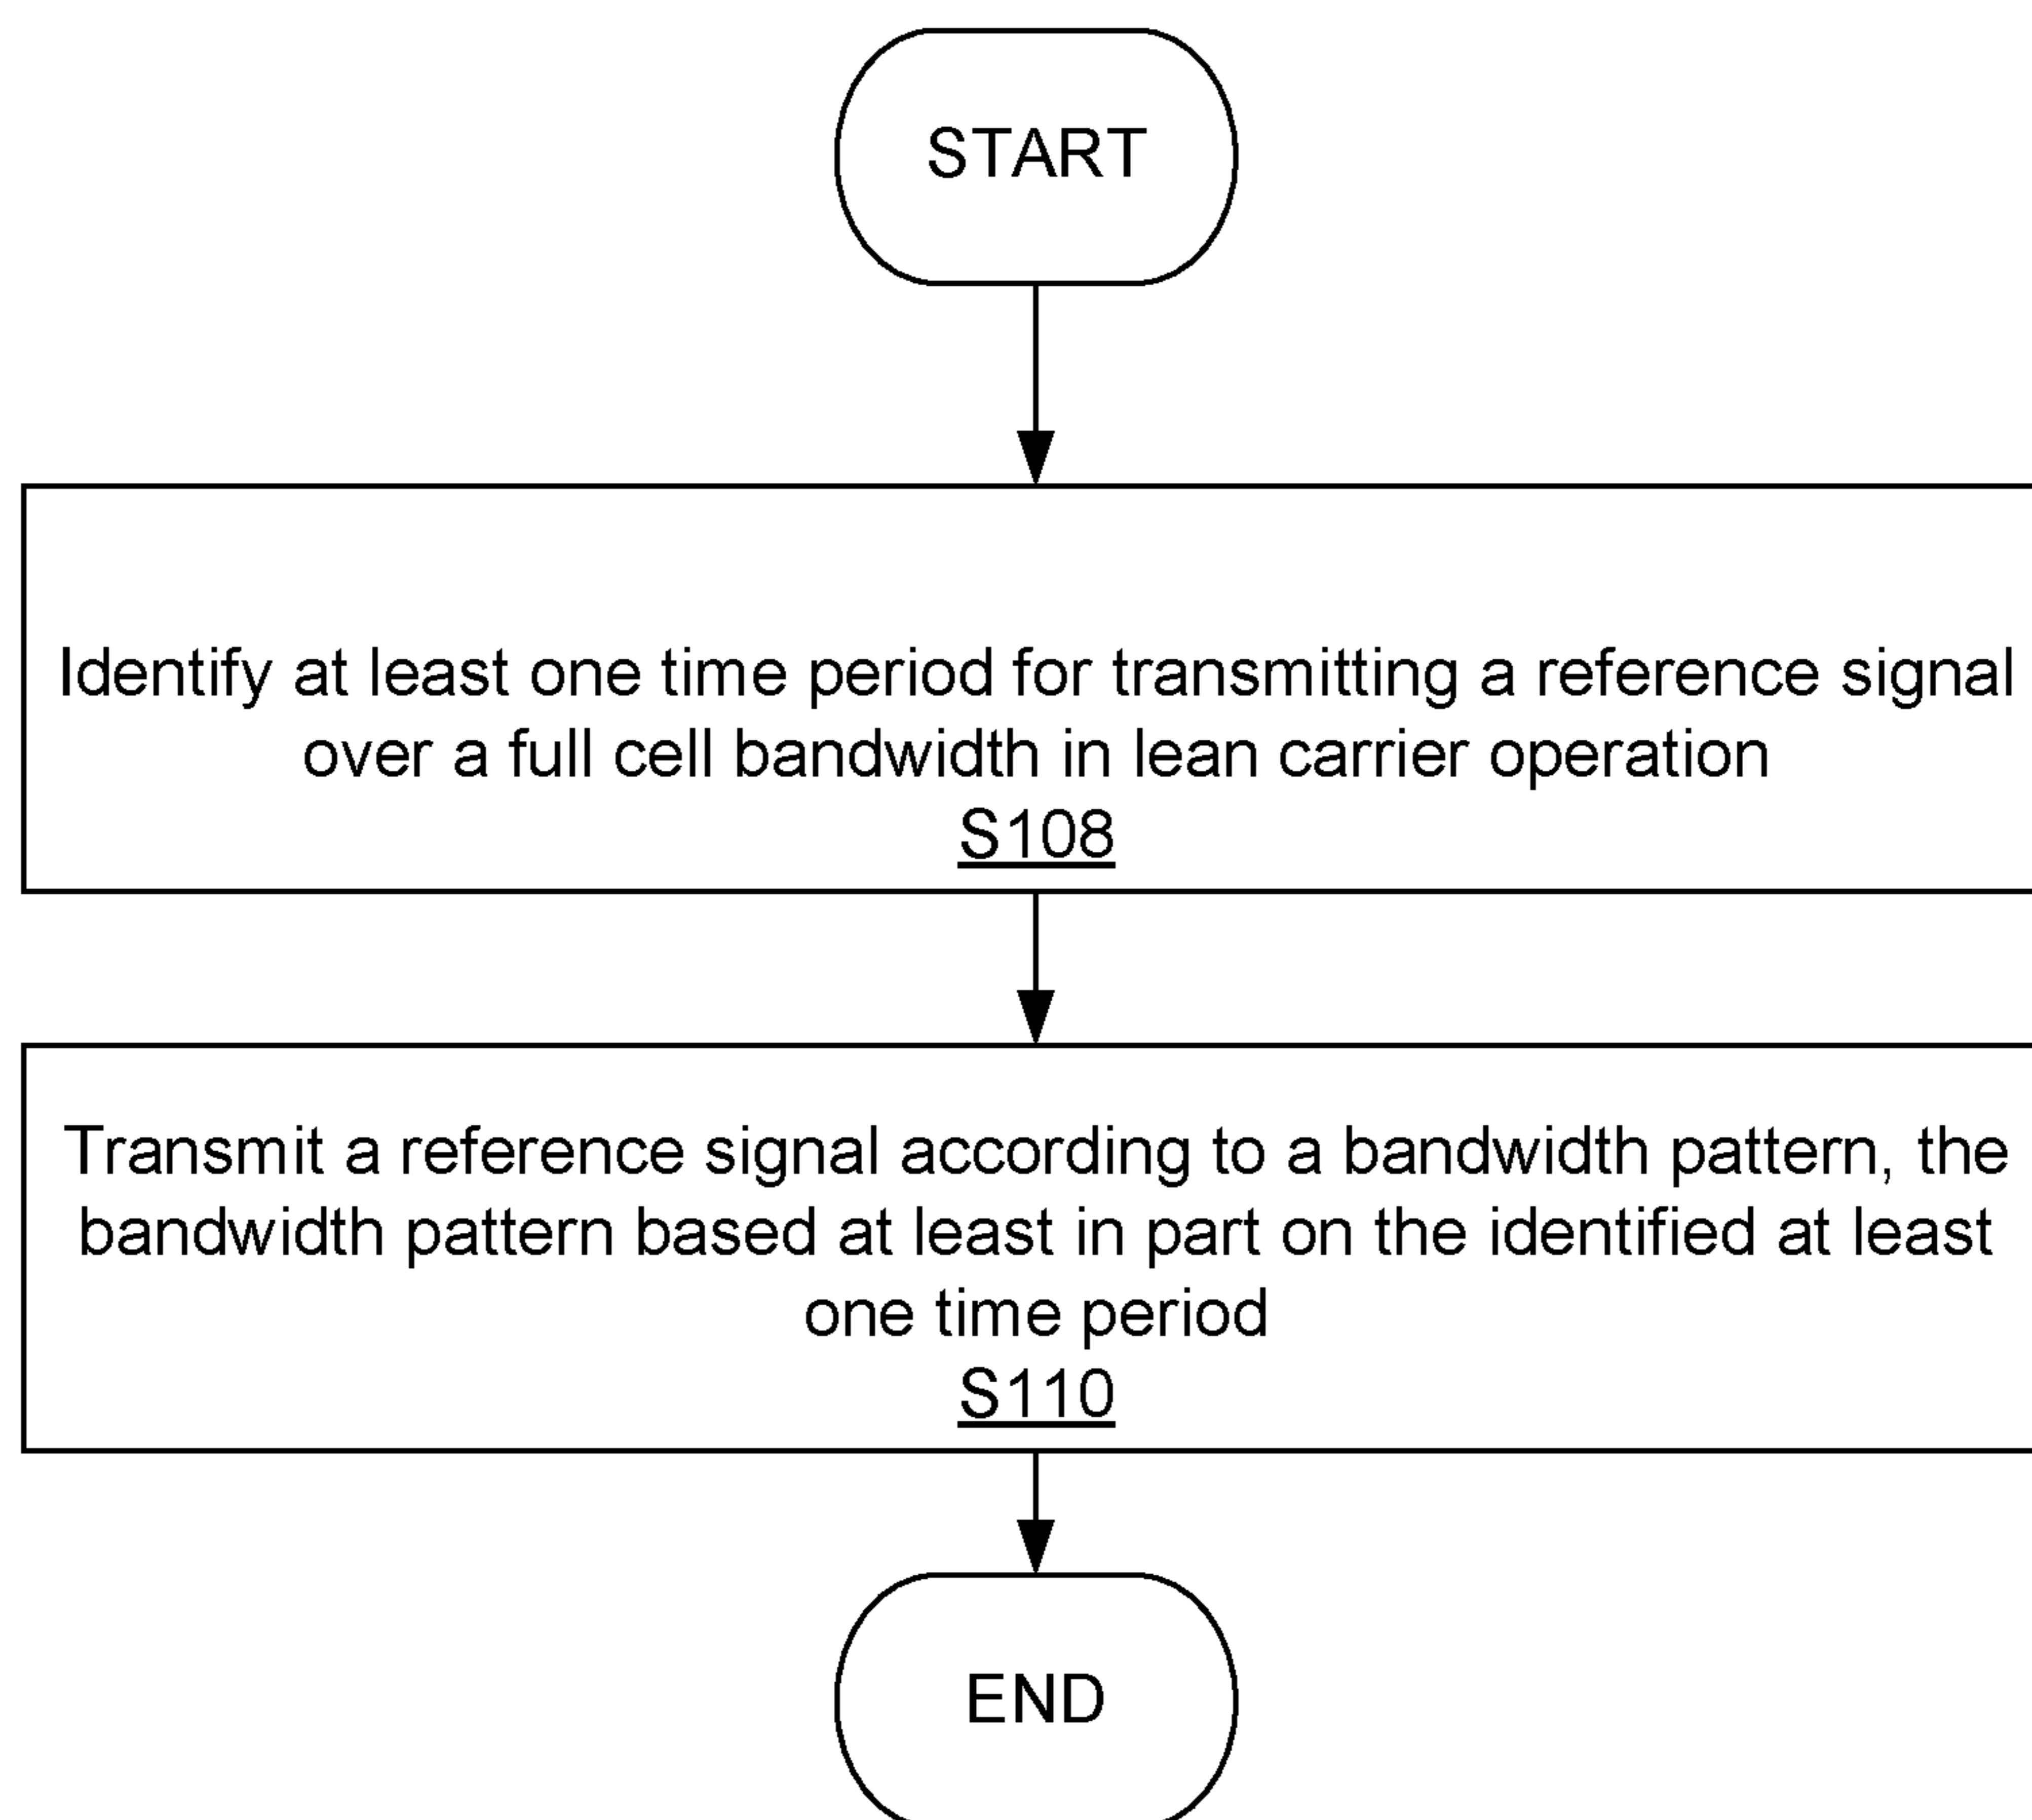 START
Identify at least one time period for transmitting a reference signal
over a full cell bandwidth in lean carrier operation
S108
Transmit a reference signal according to a bandwidth pattern, the
bandwidth pattern based at least in part on the identified at least
one time period
S110
END